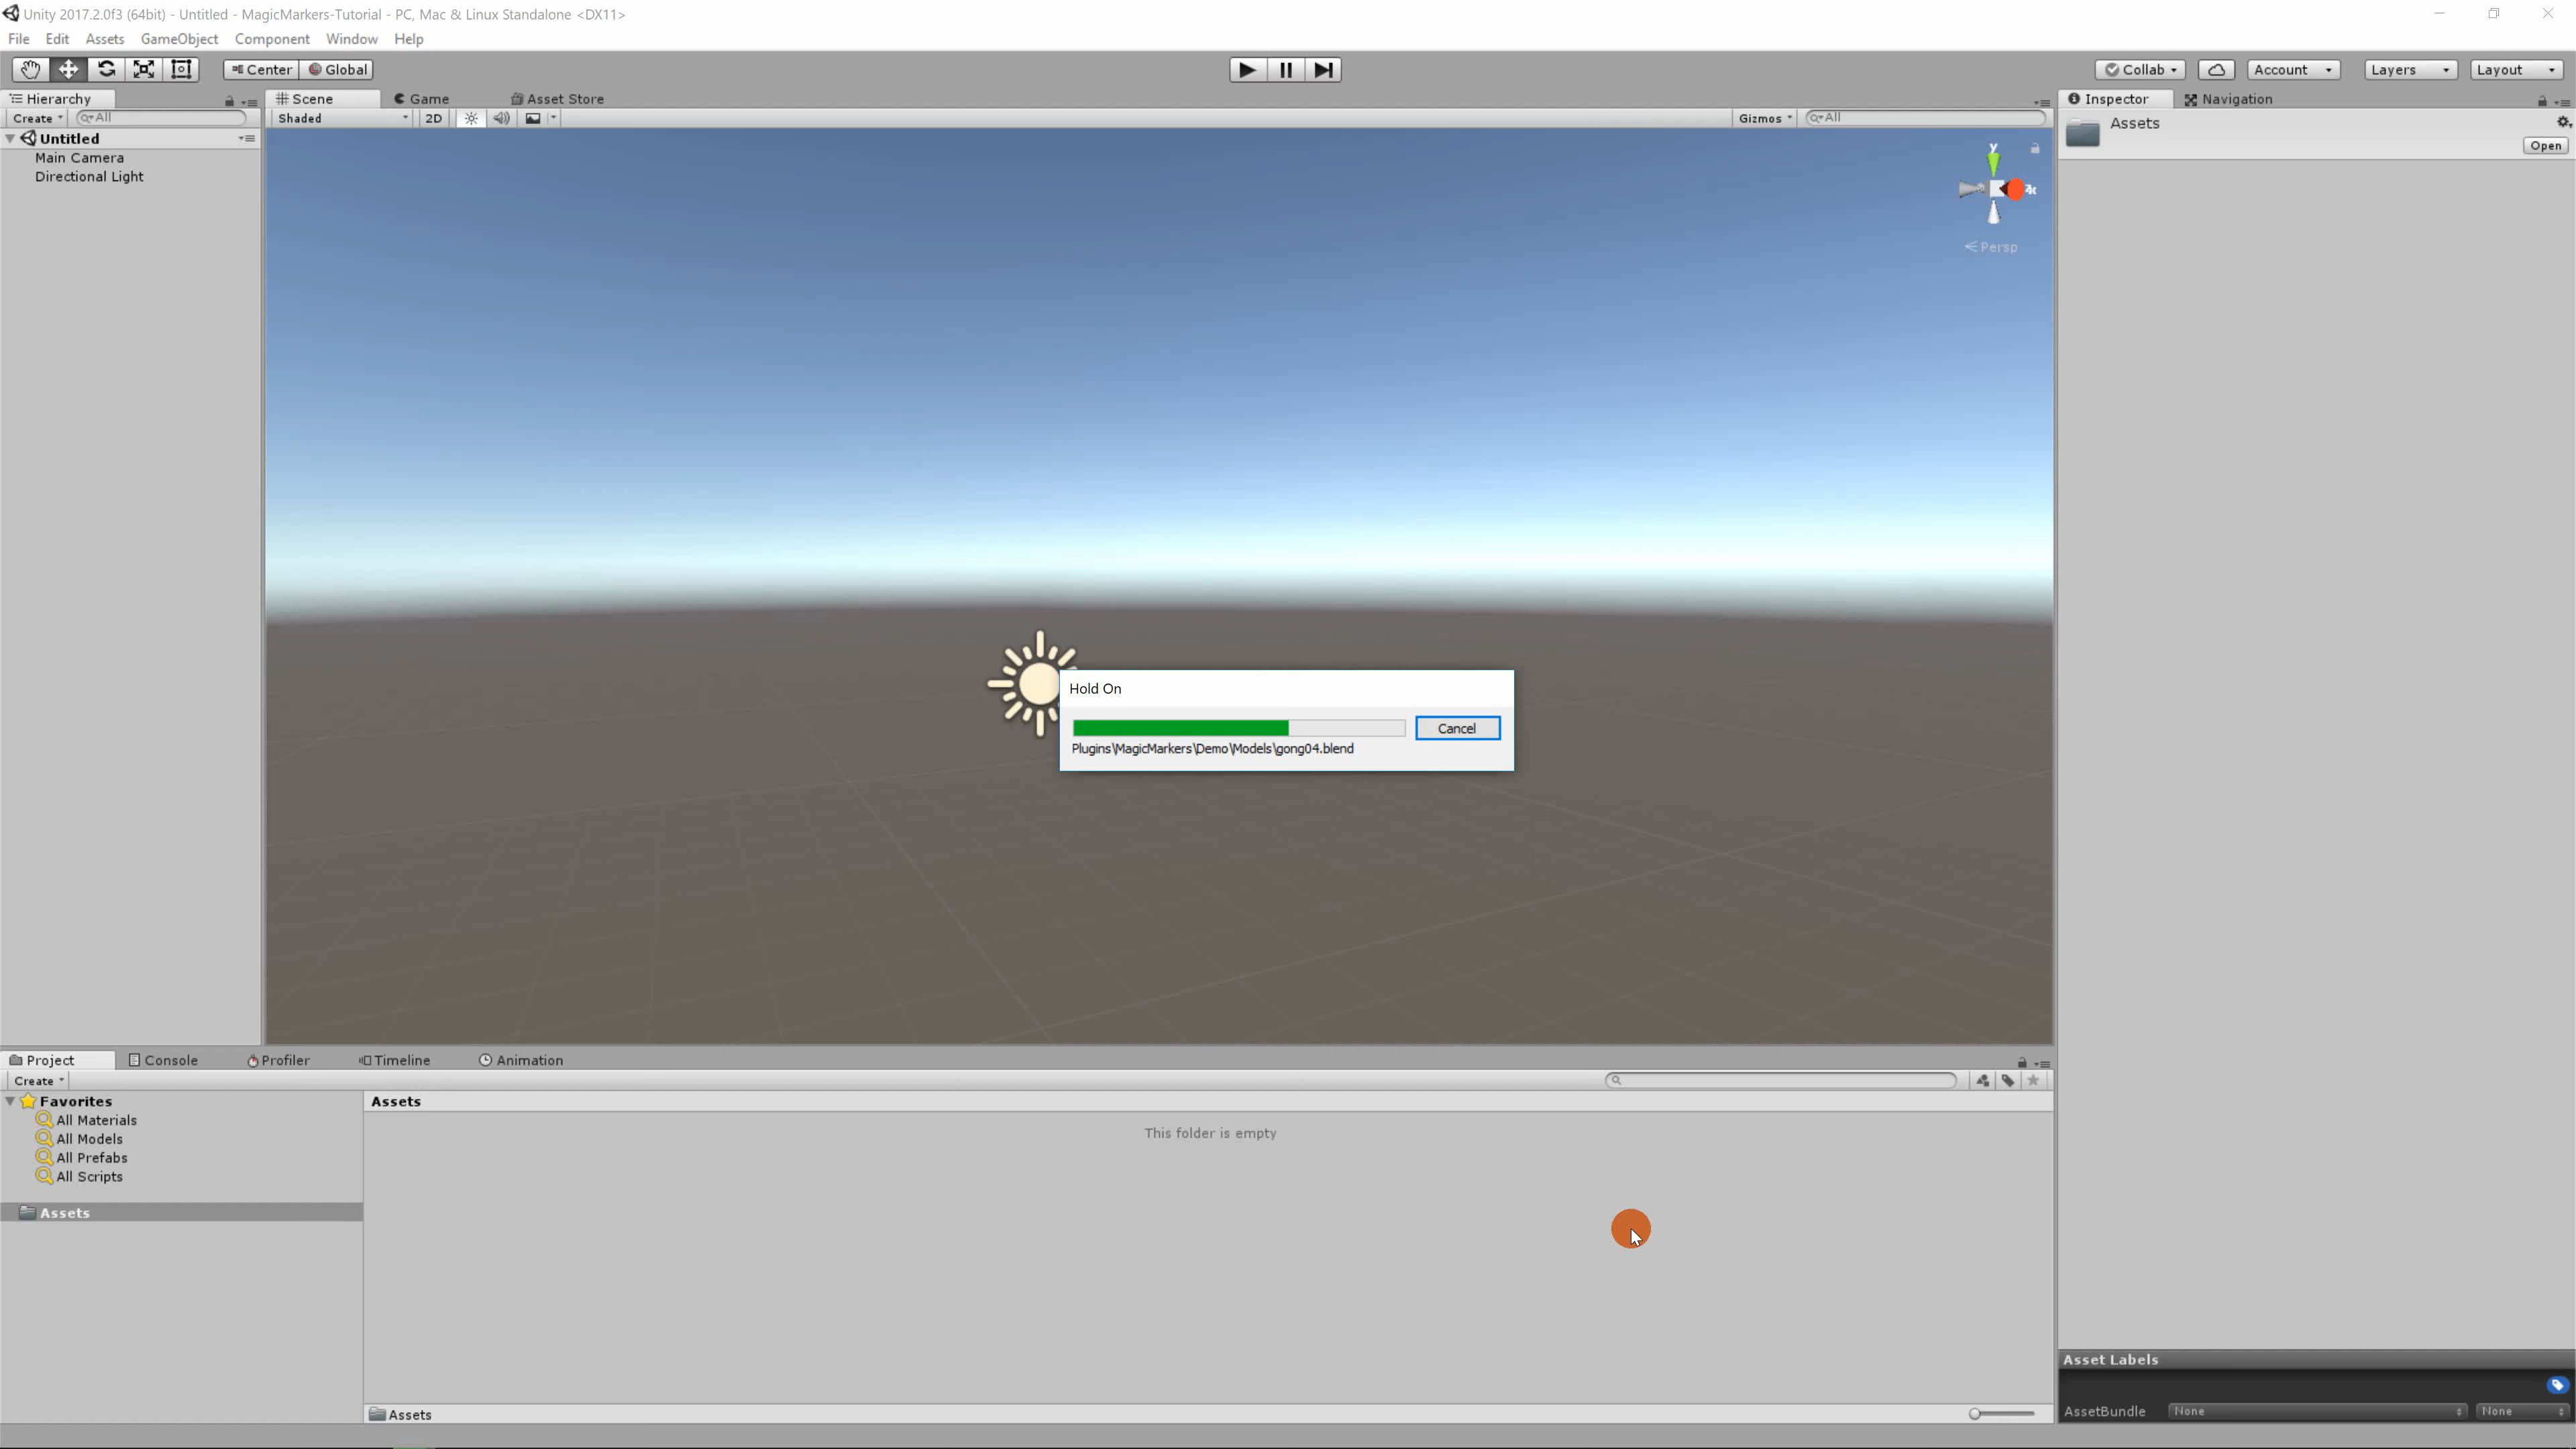 Unity 2017.2.0f3 (64bit) - Untitled - MagicMarkers-Tutorial - PC, Mac & Linux Standalone <DX11>
File Edit Assets GameObject Component Window Help
Center Global Collab Account Layers Layout
Hierarchy Scene Game Asset Store Inspector Navigation
Create All Shaded 2D Gizmos All
Untitled
Main Camera
Directional Light
Assets
Open
y
Persp
Hold On
Cancel
Plugins\MagicMarkers\Demo\Models\gong04.blend
Project Console Profiler Timeline Animation
Create
Favorites
All Materials
All Models
All Prefabs
All Scripts
Assets
Assets
This folder is empty
Assets
Asset Labels
AssetBundle None None